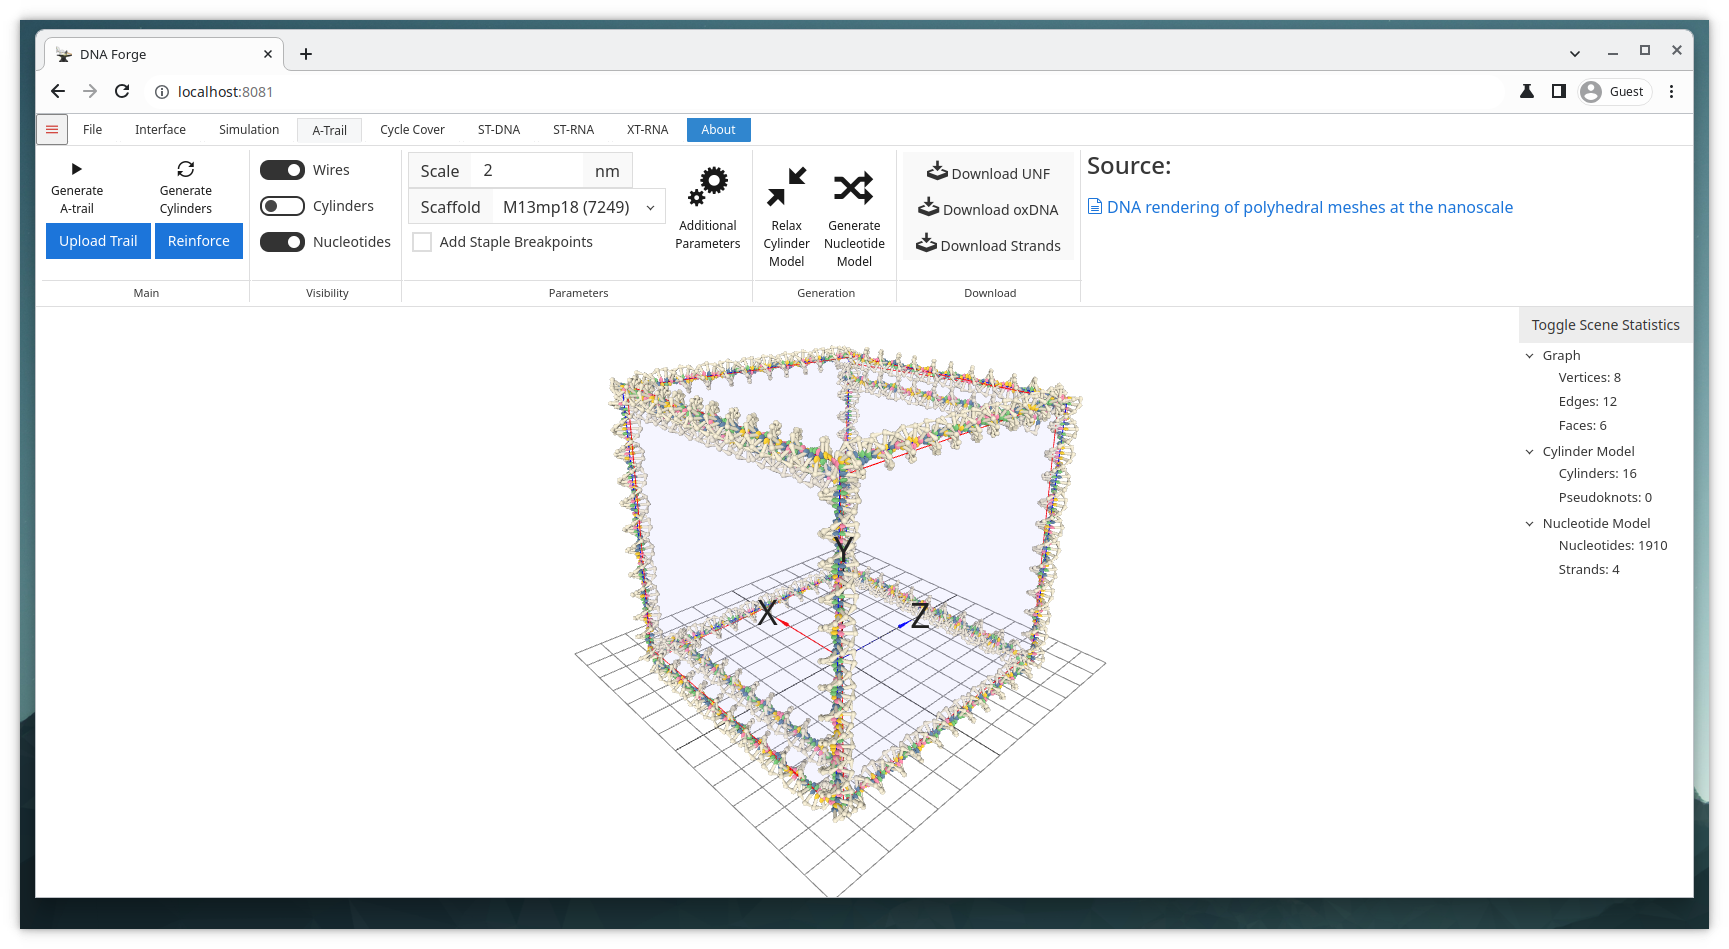 DNA Forge
localhost:8081
Guest
File Interface Simulation A-Trail Cycle Cover ST-DNA ST-RNA XT-RNA About
Generate
A-trail
Generate
Cylinders
Upload Trail
Reinforce
Main
Wires
Cylinders
Nucleotides
Visibility
Scale 2 nm
Scaffold M13mp18 (7249)
Add Staple Breakpoints
Additional
Parameters
Parameters
Relax
Cylinder
Model
Generate
Nucleotide
Model
Generation
Download UNF
Download oxDNA
Download Strands
Download
Source:
DNA rendering of polyhedral meshes at the nanoscale
Toggle Scene Statistics
Graph
Vertices: 8
Edges: 12
Faces: 6
Cylinder Model
Cylinders: 16
Pseudoknots: 0
Nucleotide Model
Nucleotides: 1910
Strands: 4
Y
X
Z